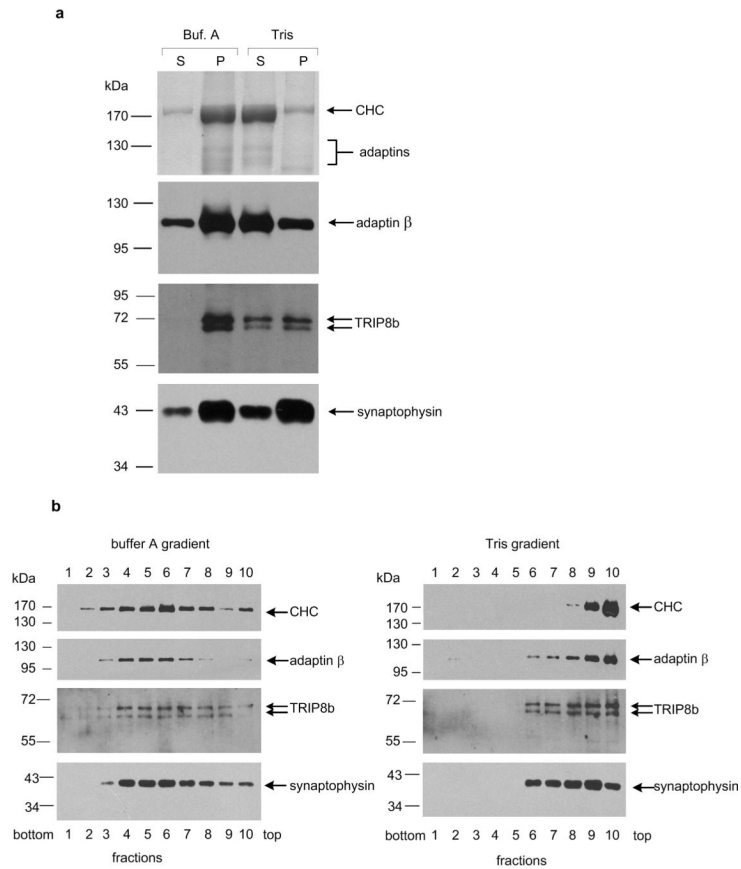 a
Buf. A Tris
S P S P
kDa
170
130
CHC
adaptins
130
95
adaptin β
95
72
55
TRIP8b
43
34
synaptophysin
b
buffer A gradient
1 2 3 4 5 6 7 8 9 10
kDa
170
130
CHC
130
95
adaptin β
72
55
TRIP8b
43
34
synaptophysin
bottom 1 2 3 4 5 6 7 8 9 10 top
fractions
Tris gradient
1 2 3 4 5 6 7 8 9 10
kDa
170
130
CHC
130
95
adaptin β
72
55
TRIP8b
43
34
synaptophysin
bottom 1 2 3 4 5 6 7 8 9 10 top
fractions